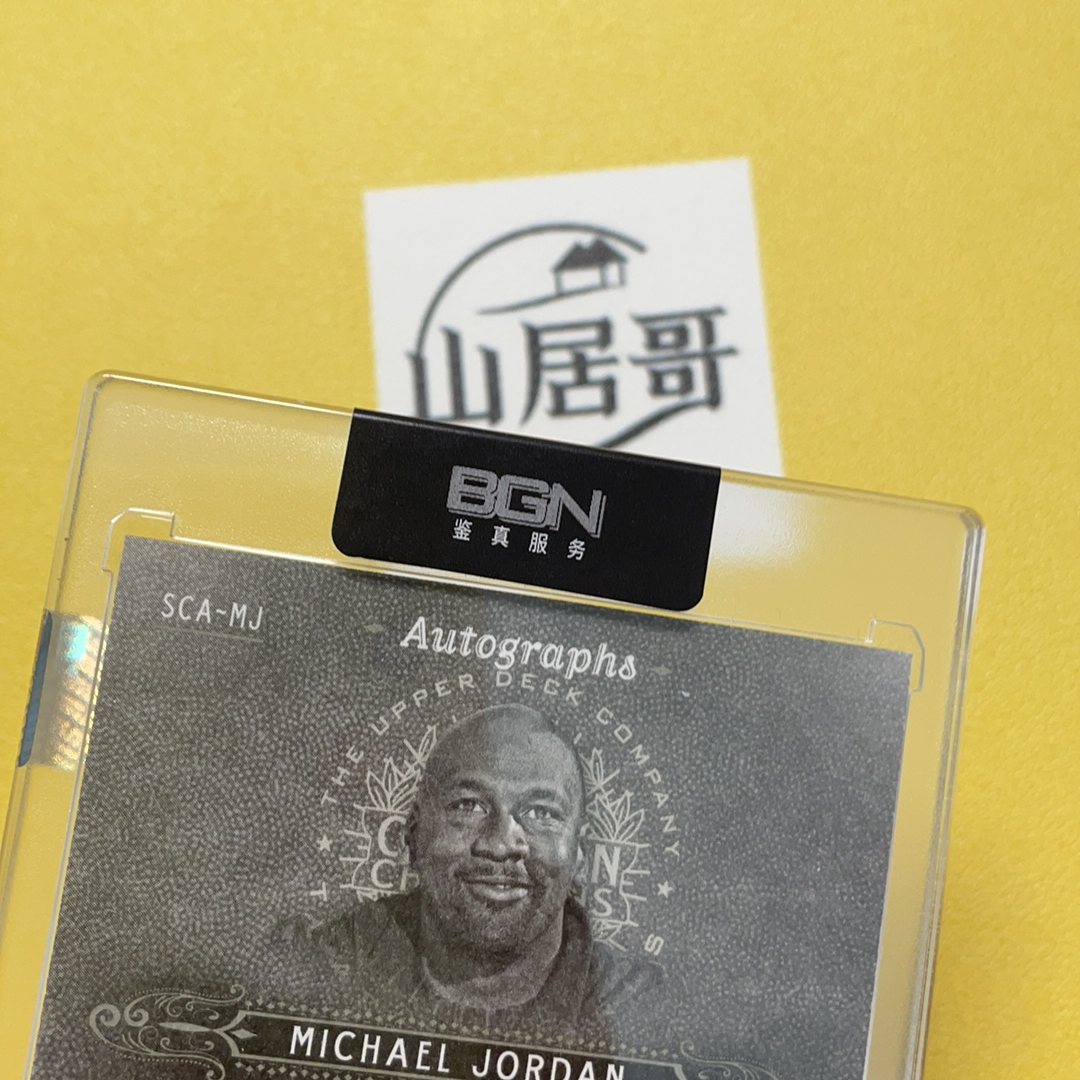 山居哥
BGN
鉴真服务
SCA-MJ
Autographs
THE UPPER DECK COMPANY
MICHAEL JORDAN